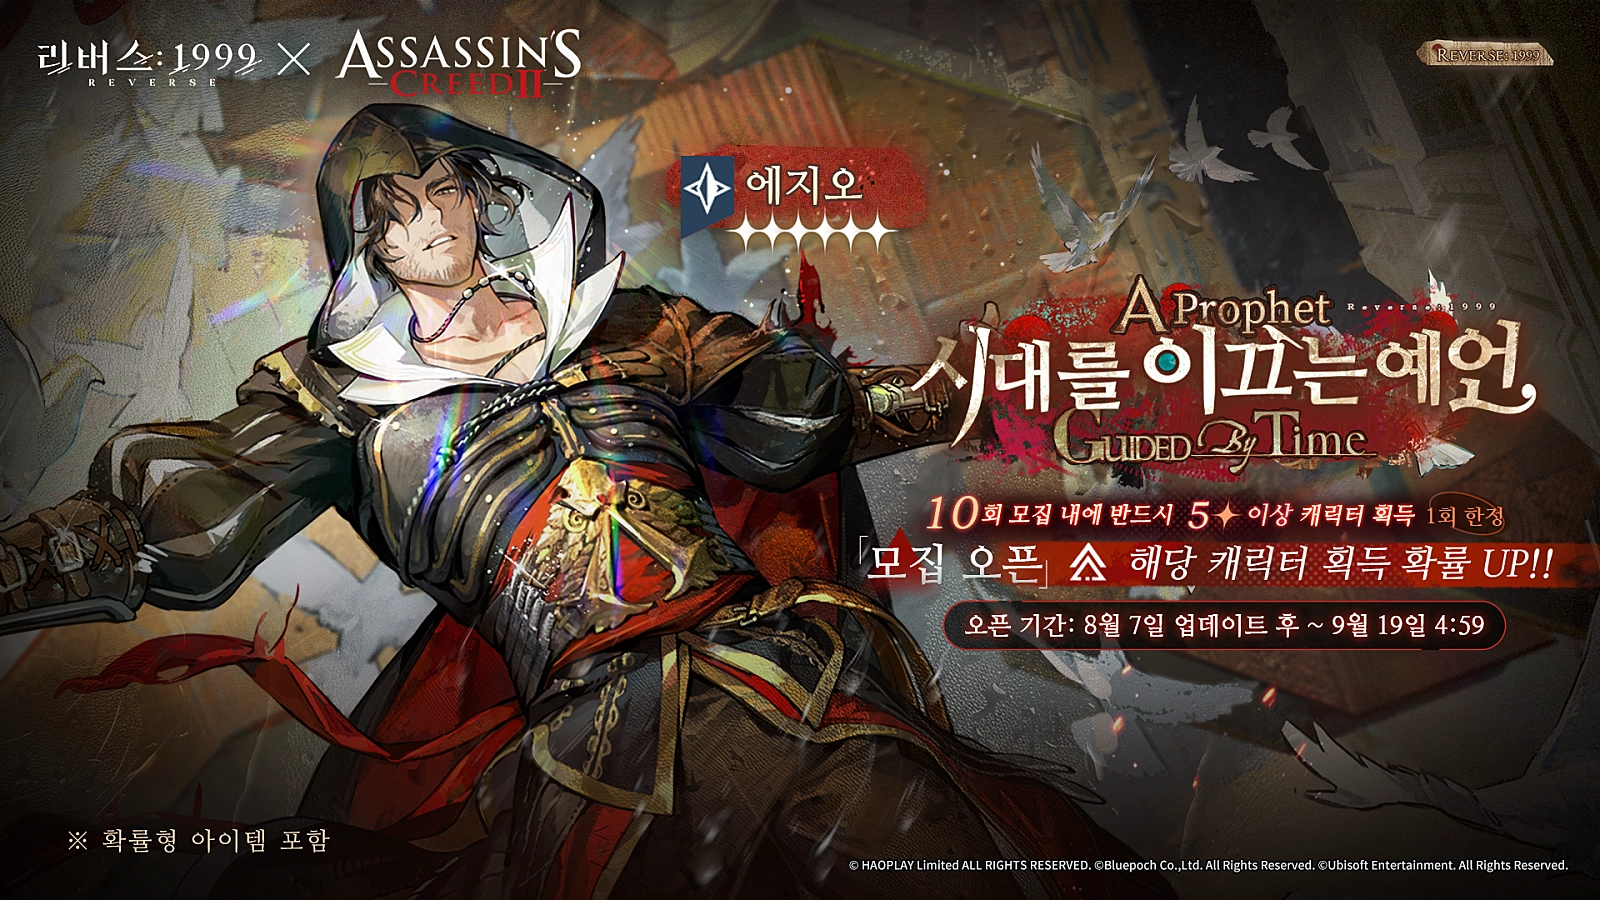 리버스:1999 × ASSASSIN'S
REVERSE CREED II
REVERSE: 1999
에지오
A Prophet Reverse:1999
시대를 이끄는 예언
Guided By Time
10회 모집 내에 반드시 5✦ 이상 캐릭터 획득 1회 한정
「모집 오픈」 해당 캐릭터 획득 확률 UP!!
오픈 기간: 8월 7일 업데이트 후 ~ 9월 19일 4:59
※ 확률형 아이템 포함
© HAOPLAY Limited ALL RIGHTS RESERVED. ©Bluepoch Co.,Ltd. All Rights Reserved. ©Ubisoft Entertainment. All Rights Reserved.